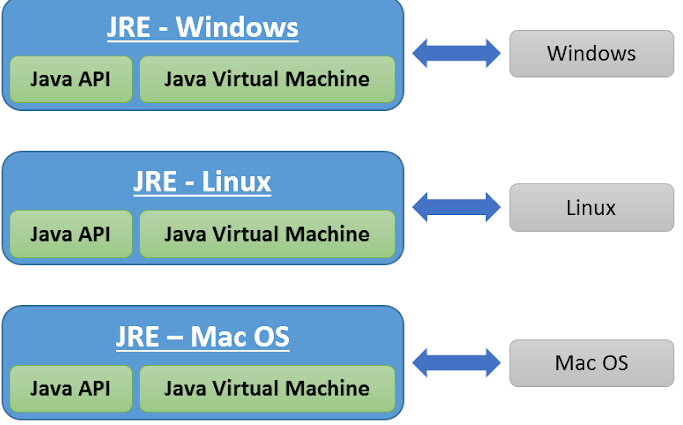 JRE - Windows
Java API
Java Virtual Machine
Windows
JRE - Linux
Java API
Java Virtual Machine
Linux
JRE – Mac OS
Java API
Java Virtual Machine
Mac OS